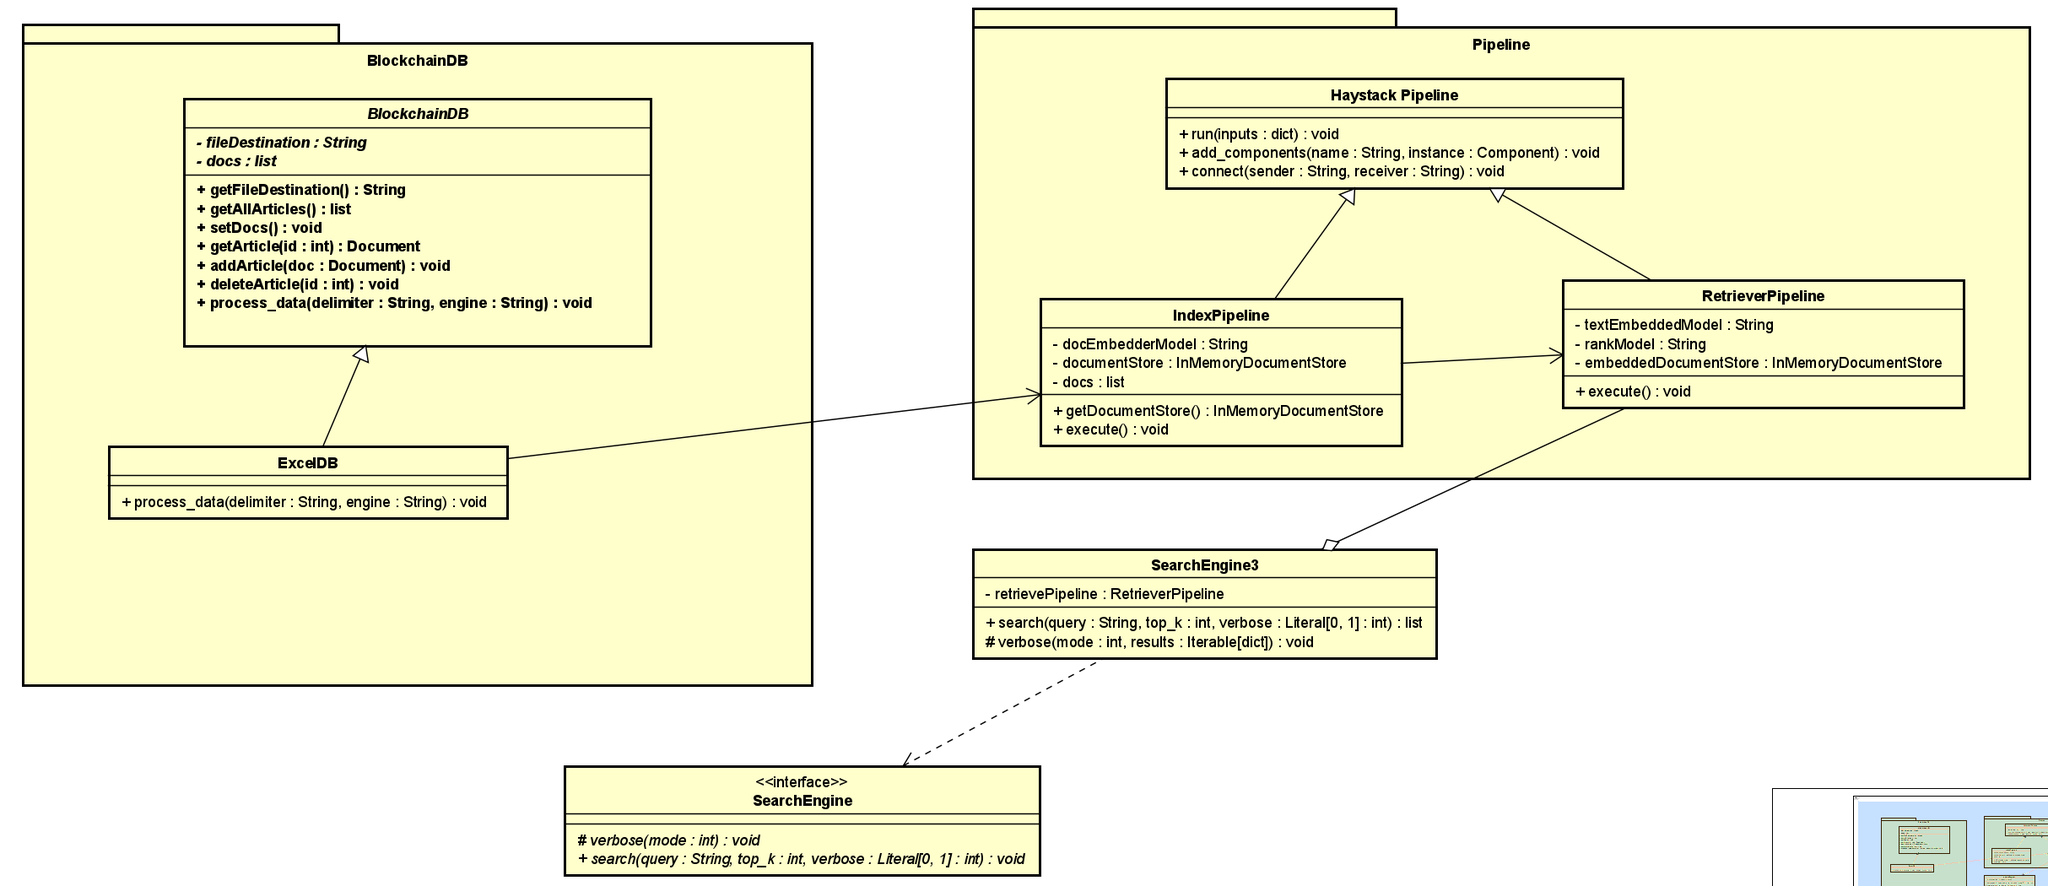 BlockchainDB
BlockchainDB
- fileDestination : String
- docs : list
+ getFileDestination() : String
+ getAllArticles() : list
+ setDocs() : void
+ getArticle(id : int) : Document
+ addArticle(doc : Document) : void
+ deleteArticle(id : int) : void
+ process_data(delimiter : String, engine : String) : void
ExcelDB
+ process_data(delimiter : String, engine : String) : void
Pipeline
Haystack Pipeline
+ run(inputs : dict) : void
+ add_components(name : String, instance : Component) : void
+ connect(sender : String, receiver : String) : void
IndexPipeline
- docEmbedderModel : String
- documentStore : InMemoryDocumentStore
- docs : list
+ getDocumentStore() : InMemoryDocumentStore
+ execute() : void
RetrieverPipeline
- textEmbeddedModel : String
- rankModel : String
- embeddedDocumentStore : InMemoryDocumentStore
+ execute() : void
SearchEngine3
- retrievePipeline : RetrieverPipeline
+ search(query : String, top_k : int, verbose : Literal[0, 1] : int) : list
# verbose(mode : int, results : Iterable[dict]) : void
<<interface>>
SearchEngine
# verbose(mode : int) : void
+ search(query : String, top_k : int, verbose : Literal[0, 1] : int) : void